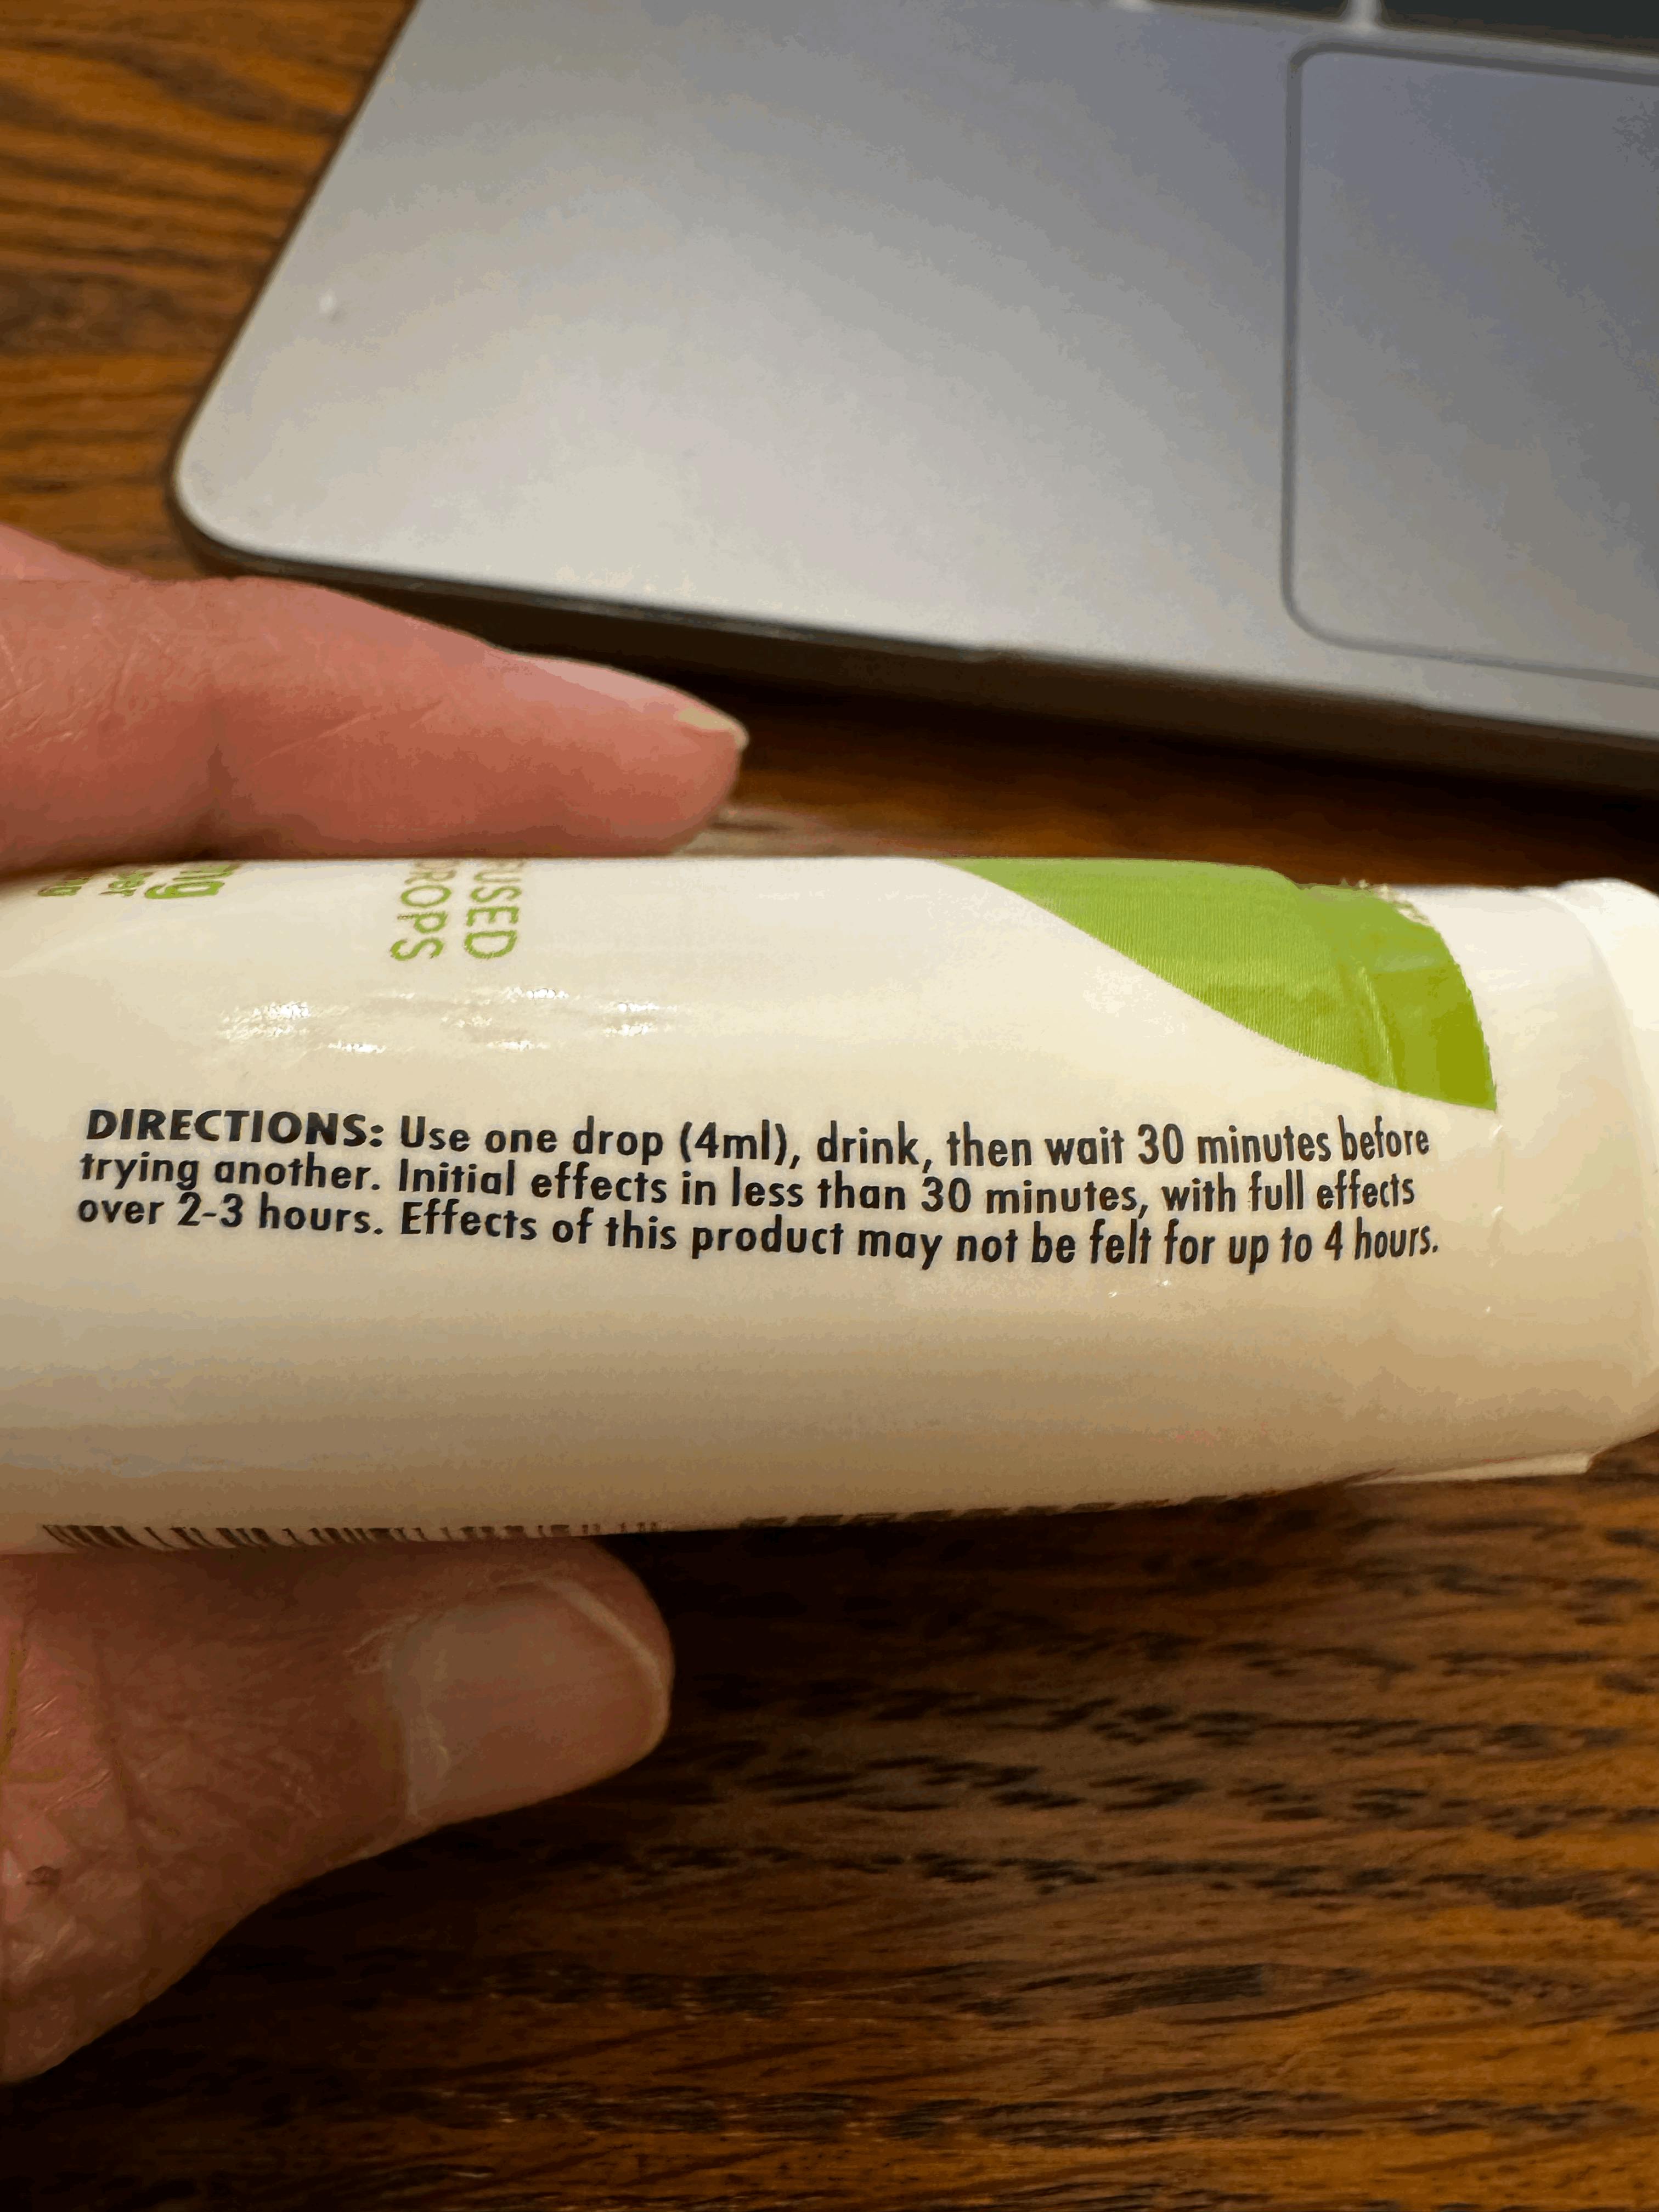 USED
ROPS
ng
DIRECTIONS: Use one drop (4ml), drink, then wait 30 minutes before
trying another. Initial effects in less than 30 minutes, with full effects
over 2-3 hours. Effects of this product may not be felt for up to 4 hours.